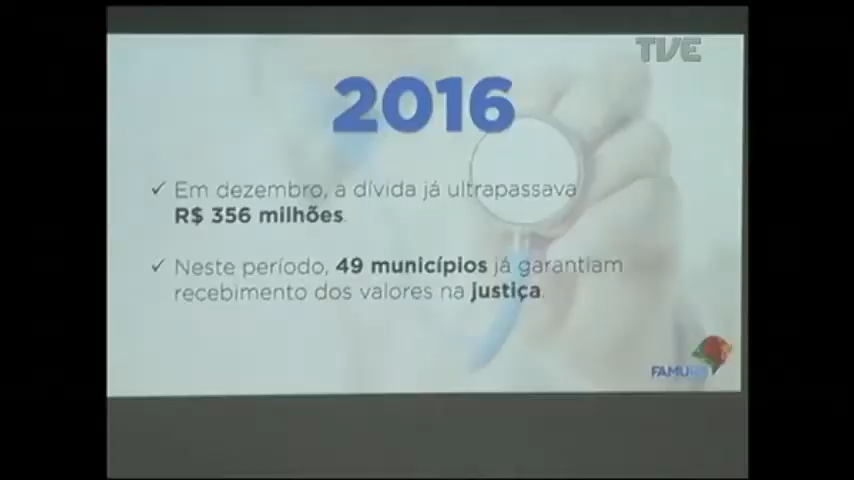 TVE
2016
✓ Em dezembro, a dívida já ultrapassava
R$ 356 milhões.
✓ Neste período, 49 municípios já garantiam
recebimento dos valores na justiça.
FAMURS